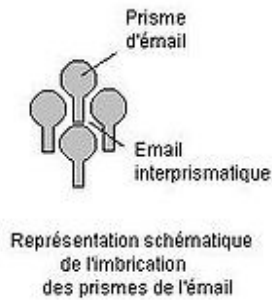 Prisme
d'émail
Email
interprismatique
Représentation schématique
de l'imbrication
des prismes de l'émail